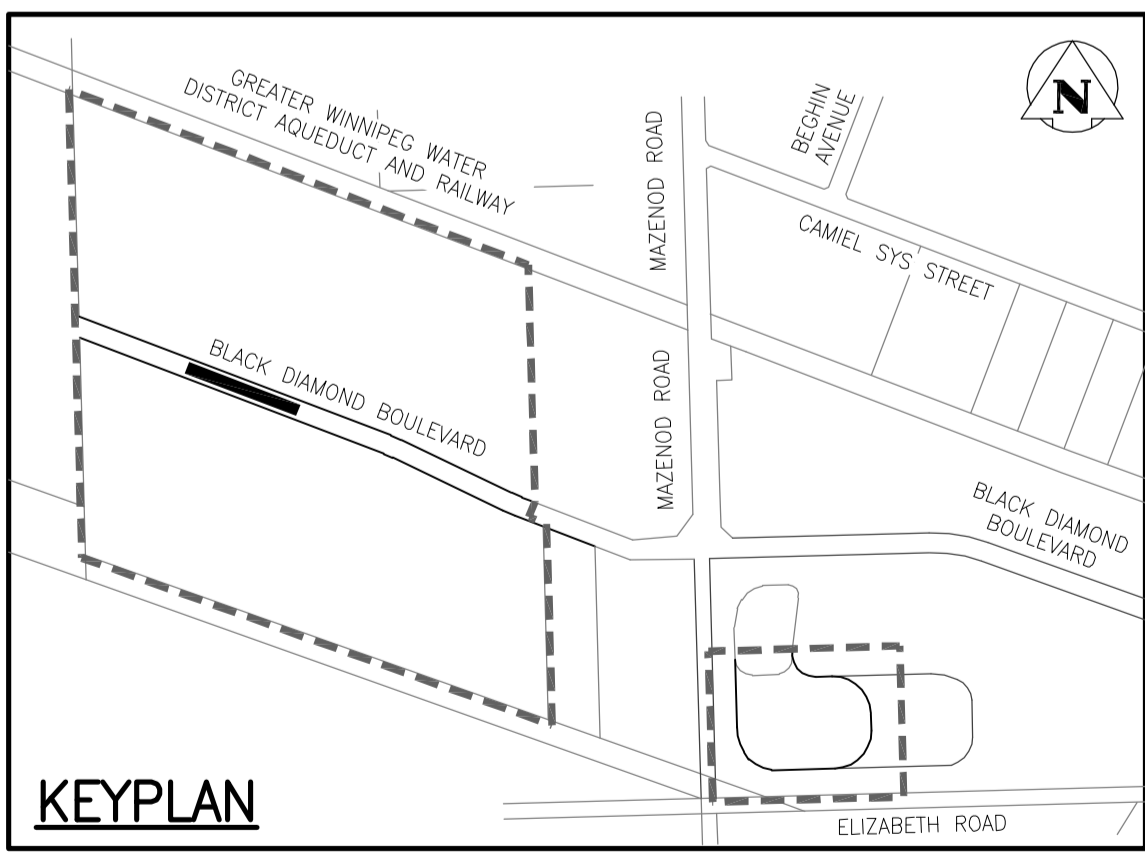 GREATER WINNIPEG WATER
DISTRICT AQUEDUCT AND RAILWAY
MAZENOD ROAD
BEGHIN
AVENUE
N
CAMIEL SYS STREET
BLACK DIAMOND BOULEVARD
MAZENOD ROAD
BLACK DIAMOND
BOULEVARD
KEYPLAN
ELIZABETH ROAD